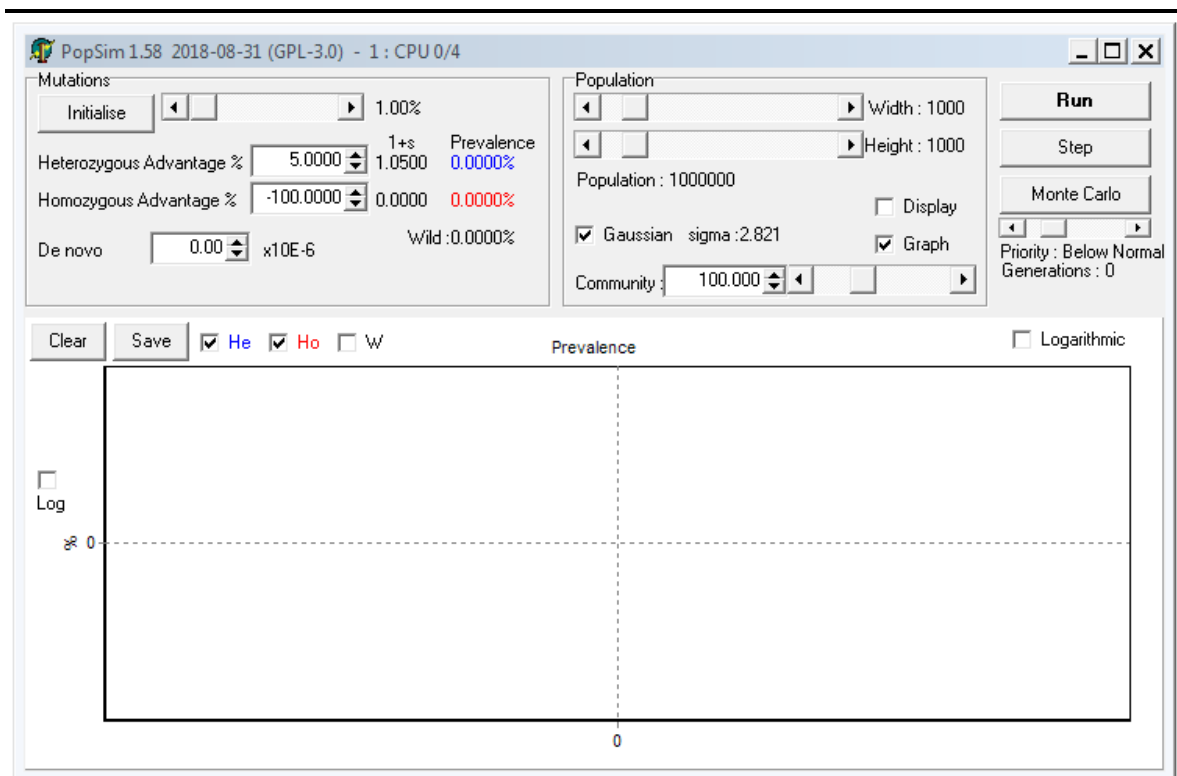 PopSim 1.58 2018-08-31 (GPL-3.0) - 1 : CPU 0/4
Mutations
Initialise
1.00%
1+s
Prevalence
Heterozygous Advantage %
5.0000
1.0500
0.0000%
Homozygous Advantage %
-100.0000
0.0000
0.0000%
Wild :0.0000%
De novo
0.00
x10E-6
Population
Width : 1000
Height : 1000
Population : 1000000
Display
Gaussian sigma :2.821
Graph
Community :
100.000
Run
Step
Monte Carlo
Priority : Below Normal
Generations : 0
Clear
Save
He
Ho
W
Prevalence
Logarithmic
Log
%
0
0